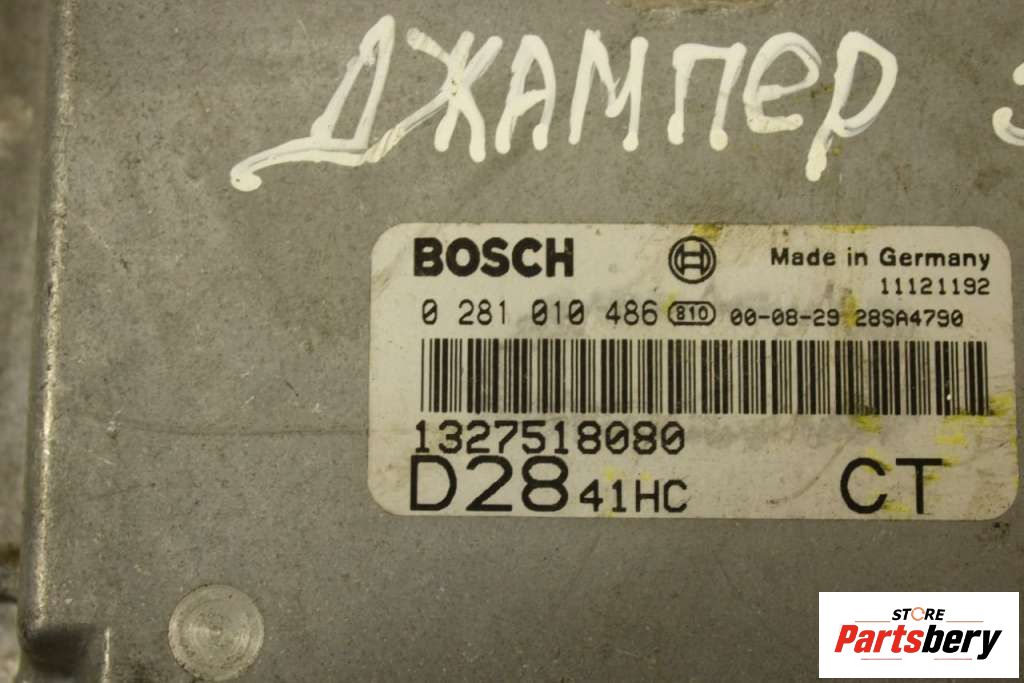 ДЖАМПЕР
BOSCH Made in Germany
11121192
0 281 010 486 810 00-08-29 28SA4790
1327518080
D28 41HC CT
STORE
Partsbery